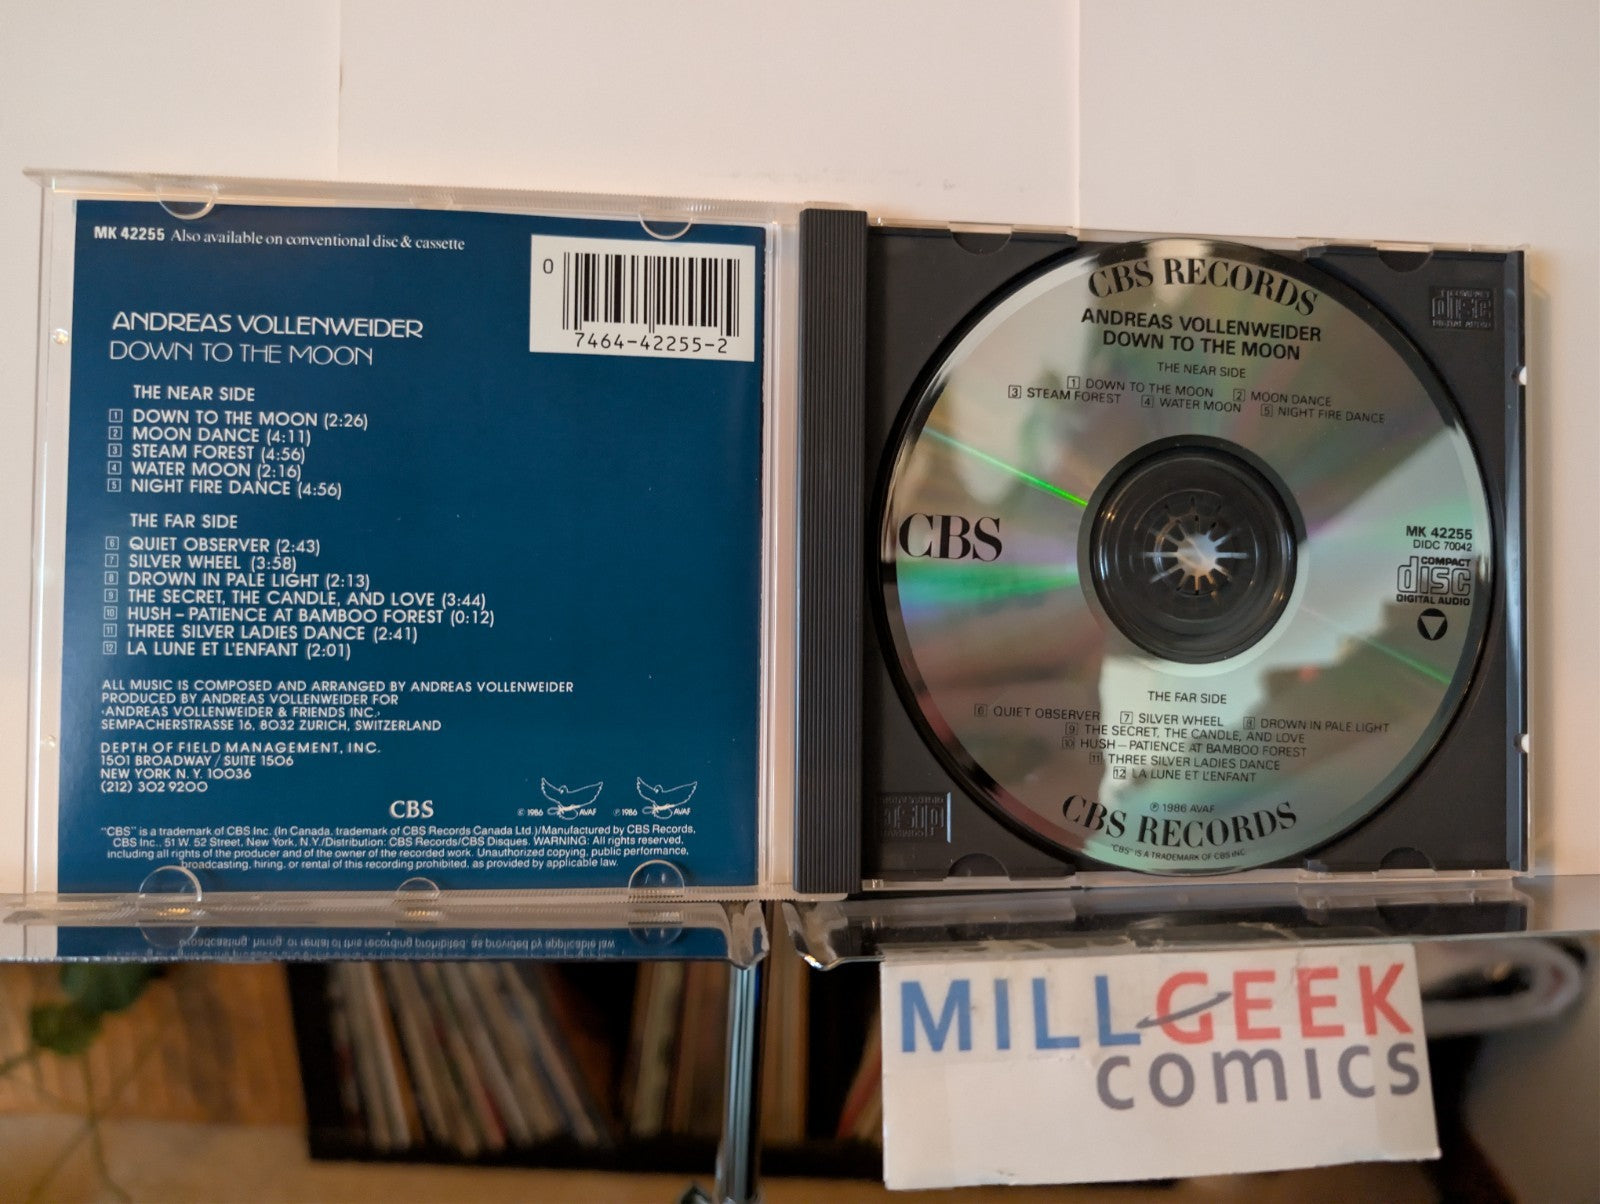 MK 42255 Also available on conventional disc & cassette
0
7464-42255-2
ANDREAS VOLLENWEIDER
DOWN TO THE MOON
THE NEAR SIDE
1 DOWN TO THE MOON (2:26)
2 MOON DANCE (4:11)
3 STEAM FOREST (4:56)
4 WATER MOON (2:16)
5 NIGHT FIRE DANCE (4:56)
THE FAR SIDE
6 QUIET OBSERVER (2:43)
7 SILVER WHEEL (3:58)
8 DROWN IN PALE LIGHT (2:13)
9 THE SECRET, THE CANDLE, AND LOVE (3:44)
10 HUSH – PATIENCE AT BAMBOO FOREST (0:12)
11 THREE SILVER LADIES DANCE (2:41)
12 LA LUNE ET L'ENFANT (2:01)
ALL MUSIC IS COMPOSED AND ARRANGED BY ANDREAS VOLLENWEIDER
PRODUCED BY ANDREAS VOLLENWEIDER FOR
‹ANDREAS VOLLENWEIDER & FRIENDS INC.›
SEMPACHERSTRASSE 16, 8032 ZURICH, SWITZERLAND
DEPTH OF FIELD MANAGEMENT, INC.
1501 BROADWAY / SUITE 1506
NEW YORK N. Y. 10036
(212) 302 9200
CBS
© 1986 AVAF
℗ 1986 AVAF
"CBS" is a trademark of CBS Inc. (In Canada, trademark of CBS Records Canada Ltd.)/Manufactured by CBS Records,
CBS Inc., 51 W. 52 Street, New York, N.Y./Distribution: CBS Records/CBS Disques. WARNING: All rights reserved,
including all rights of the producer and of the owner of the recorded work. Unauthorized copying, public performance,
broadcasting, hiring, or rental of this recording prohibited, as provided by applicable law.
CBS RECORDS
ANDREAS VOLLENWEIDER
DOWN TO THE MOON
THE NEAR SIDE
1 DOWN TO THE MOON 2 MOON DANCE
3 STEAM FOREST 4 WATER MOON 5 NIGHT FIRE DANCE
CBS
MK 42255
DIDC 70042
COMPACT
disc
DIGITAL AUDIO
THE FAR SIDE
6 QUIET OBSERVER 7 SILVER WHEEL 8 DROWN IN PALE LIGHT
9 THE SECRET, THE CANDLE, AND LOVE
10 HUSH – PATIENCE AT BAMBOO FOREST
11 THREE SILVER LADIES DANCE
12 LA LUNE ET L'ENFANT
℗ 1986 AVAF
CBS RECORDS
"CBS" IS A TRADEMARK OF CBS INC.
COMPACT
disc
DIGITAL AUDIO
MILLGEEK
comics